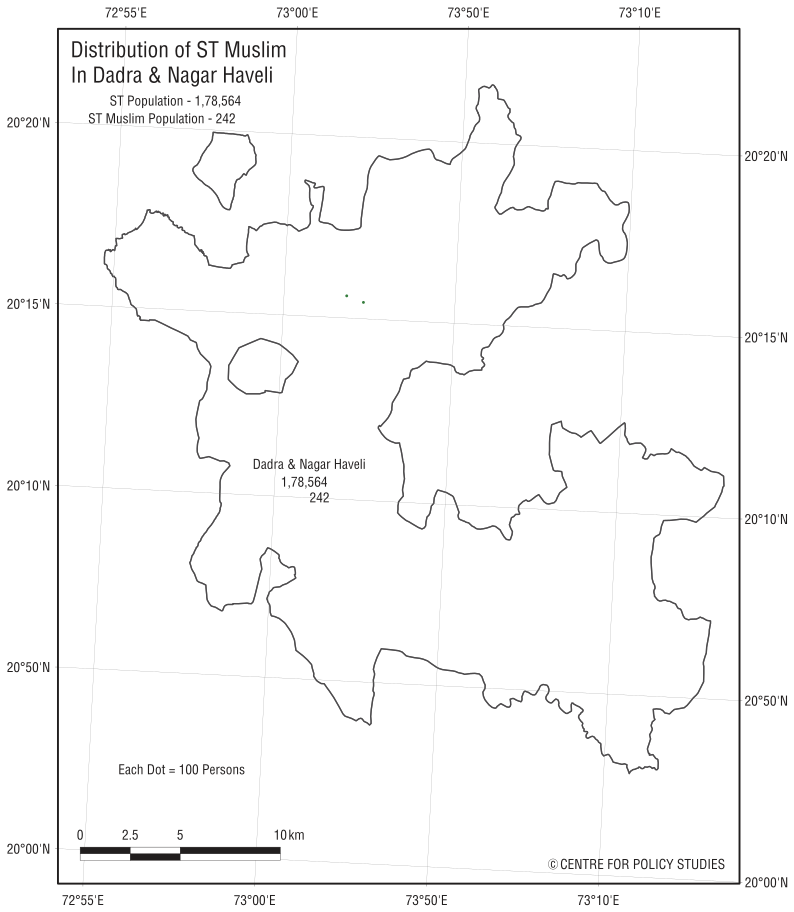 72°55'E 73°00'E 73°50'E 73°10'E
Distribution of ST Muslim
In Dadra & Nagar Haveli
ST Population - 1,78,564
ST Muslim Population - 242
20°20'N
20°20'N
20°15'N
20°15'N
Dadra & Nagar Haveli
1,78,564
242
20°10'N
20°10'N
20°50'N
20°50'N
Each Dot = 100 Persons
0 2.5 5 10 km
20°00'N
© CENTRE FOR POLICY STUDIES
20°00'N
72°55'E 73°00'E 73°50'E 73°10'E